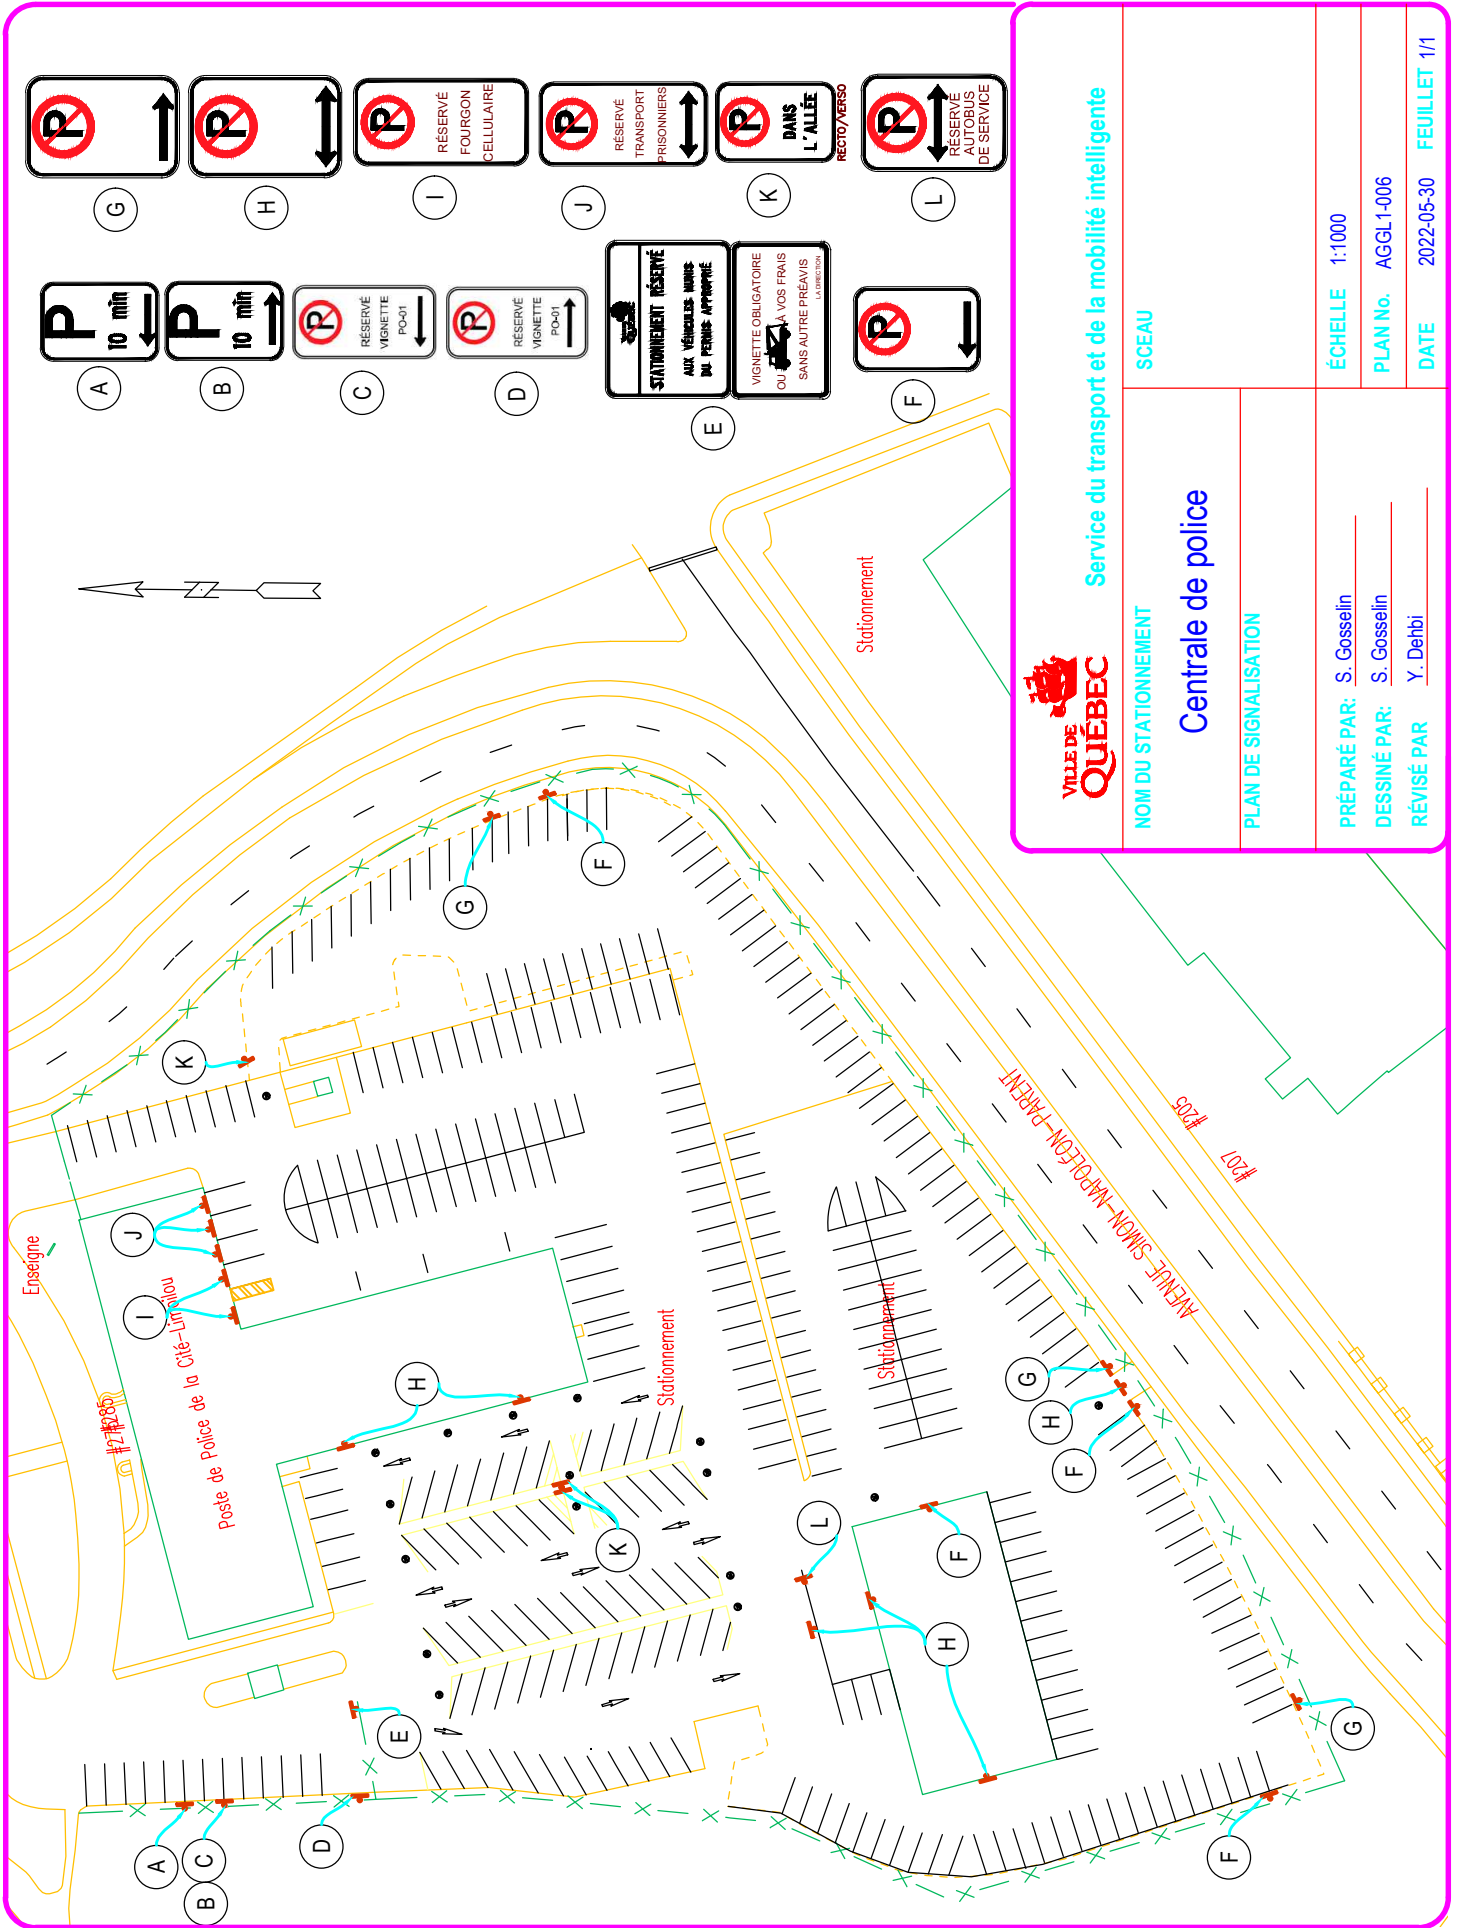 G
H
I
J
K
L
P
P
P
RÉSERVÉ
FOURGON
CELLULAIRE
P
RÉSERVÉ
TRANSPORT
PRISONNIERS
P
DANS
L'ALLÉE
RECTO/VERSO
P
RÉSERVÉ
AUTOBUS
DE SERVICE
A
B
C
D
E
F
P
10 min
P
10 min
P
RÉSERVÉ
VIGNETTE
PO-01
P
RÉSERVÉ
VIGNETTE
PO-01
STATIONNEMENT RÉSERVÉ
AUX VÉHICULES MUNIS
DU PERMIS APPROPRIÉ
VIGNETTE OBLIGATOIRE
OU
À VOS FRAIS
SANS AUTRE PRÉAVIS
LA DIRECTION
P
VILLE DE
QUÉBEC
Service du transport et de la mobilité intelligente
NOM DU STATIONNEMENT
Centrale de police
SCEAU
PLAN DE SIGNALISATION
PRÉPARÉ PAR: S. Gosselin
DESSINÉ PAR: S. Gosselin
RÉVISÉ PAR Y. Dehbi
ÉCHELLE 1:1000
PLAN No. AGGL1-006
DATE 2022-05-30 FEUILLET 1/1
Enseigne
#285
Poste de Police de la Cité-Limoilou
Stationnement
Stationnement
Stationnement
AVENUE SIMON-NAPOLÉON-PARENT
#205
#207
K
J
I
H
G
F
K
E
D
A
C
B
L
F
H
G
H
F
G
F